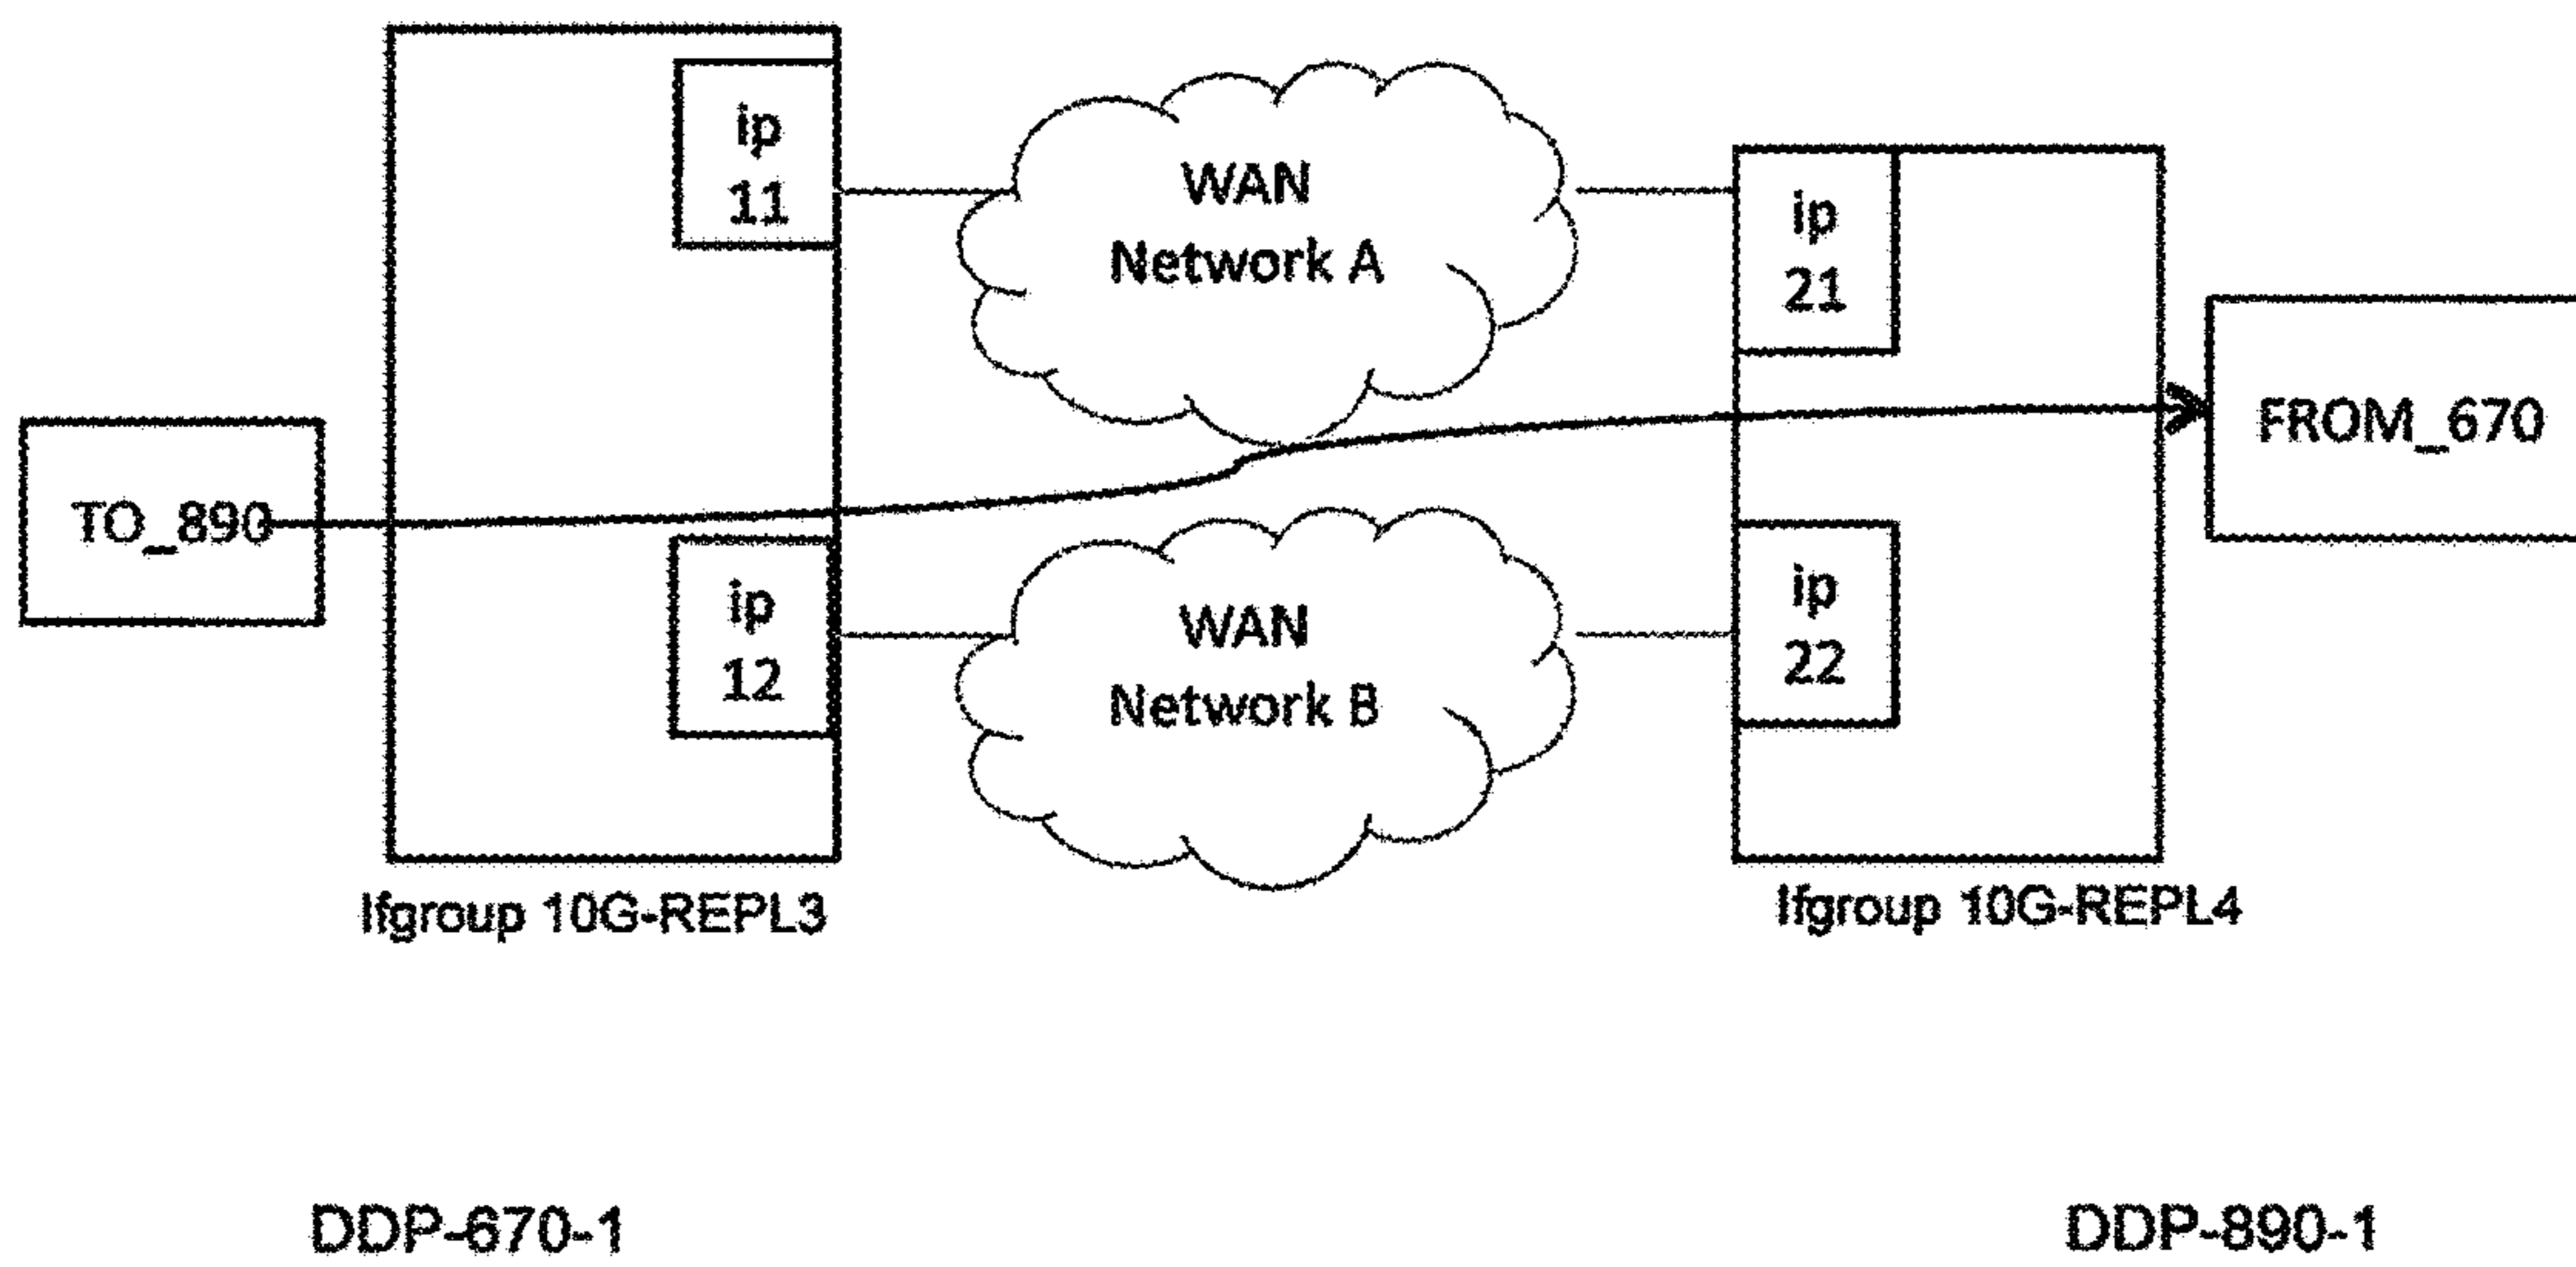 ip
11
WAN
Network A
ip
21
TO_890
FROM_670
ip
12
WAN
Network B
ip
22
Ifgroup 10G-REPL3
Ifgroup 10G-REPL4
DDP-670-1
DDP-890-1